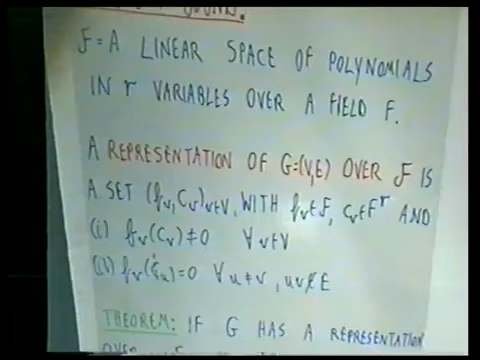 F = A LINEAR SPACE OF POLYNOMIALS
IN r VARIABLES OVER A FIELD F.
A REPRESENTATION OF G=(V,E) OVER F IS
A SET (f_v, C_v)_{v∈V}, WITH f_v∈F, C_v∈F^r AND
(i) f_v(C_v)≠0 ∀v∈V
(ii) f_v(C_u)=0 ∀u≠v, uv∉E
THEOREM: IF G HAS A REPRESENTATION
OVER